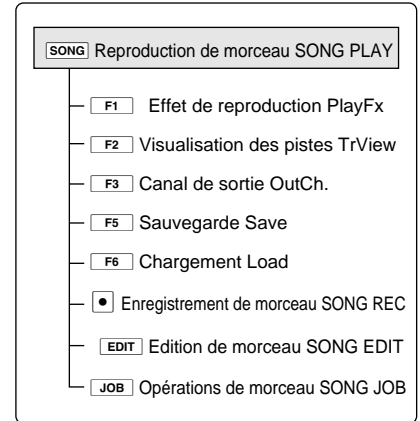 SONG Reproduction de morceau SONG PLAY
F1 Effet de reproduction PlayFx
F2 Visualisation des pistes TrView
F3 Canal de sortie OutCh.
F5 Sauvegarde Save
F6 Chargement Load
Enregistrement de morceau SONG REC
EDIT Edition de morceau SONG EDIT
JOB Opérations de morceau SONG JOB